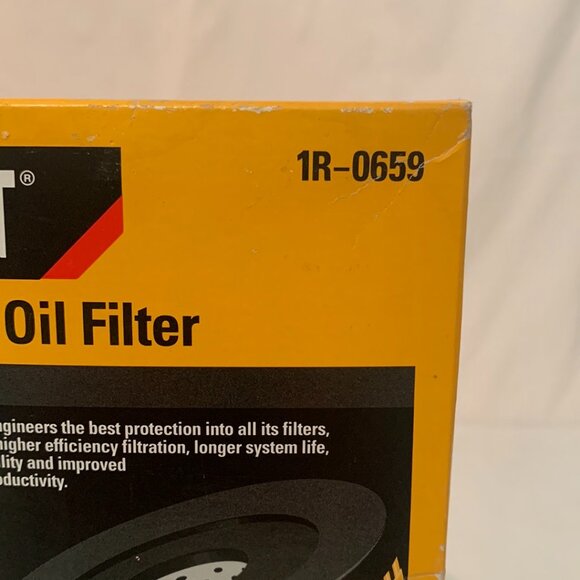 1R-0659
T®
Oil Filter
ngineers the best protection into all its filters,
higher efficiency filtration, longer system life,
lity and improved
oductivity.